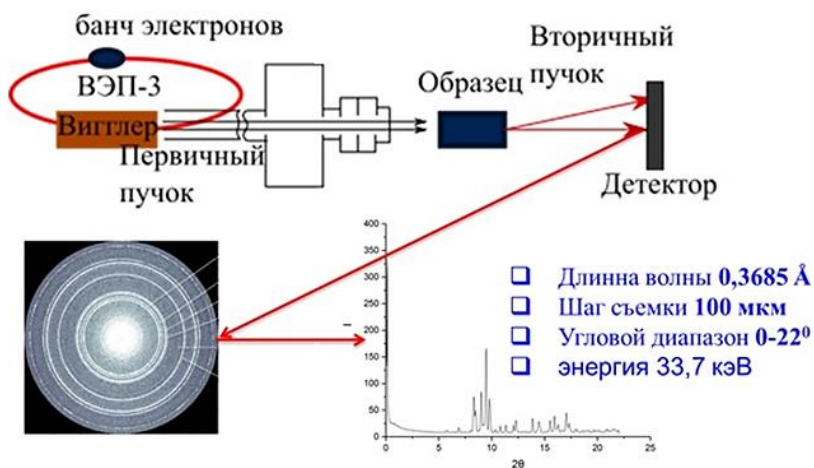 банч электронов
ВЭП-3
Вигглер
Первичный
пучок
Образец
Вторичный
пучок
Детектор
400
350
300
250
200
150
100
50
0
0 5 10 15 20 25
2θ
I
Длинна волны 0,3685 Å
Шаг съемки 100 мкм
Угловой диапазон 0-22⁰
энергия 33,7 кэВ